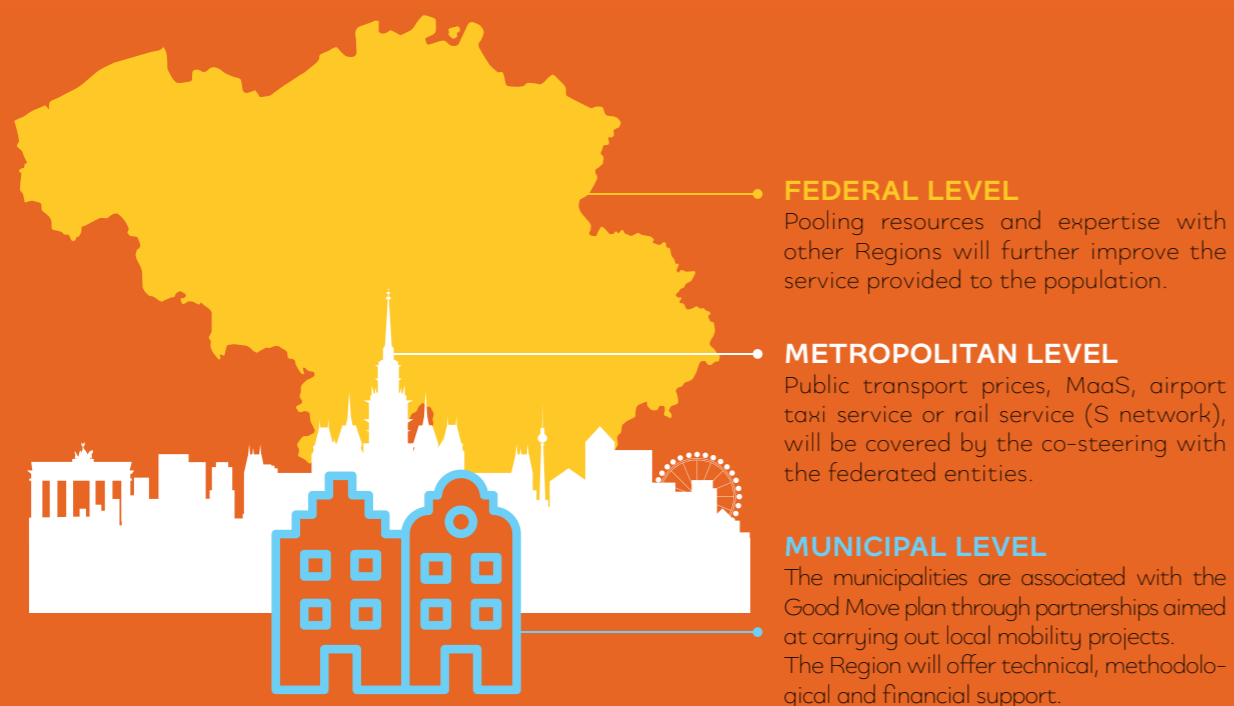 FEDERAL LEVEL
Pooling resources and expertise with
other Regions will further improve the
service provided to the population.
METROPOLITAN LEVEL
Public transport prices, MaaS, airport
taxi service or rail service (S network),
will be covered by the co-steering with
the federated entities.
MUNICIPAL LEVEL
The municipalities are associated with the
Good Move plan through partnerships aimed
at carrying out local mobility projects.
The Region will offer technical, methodolo-
gical and financial support.